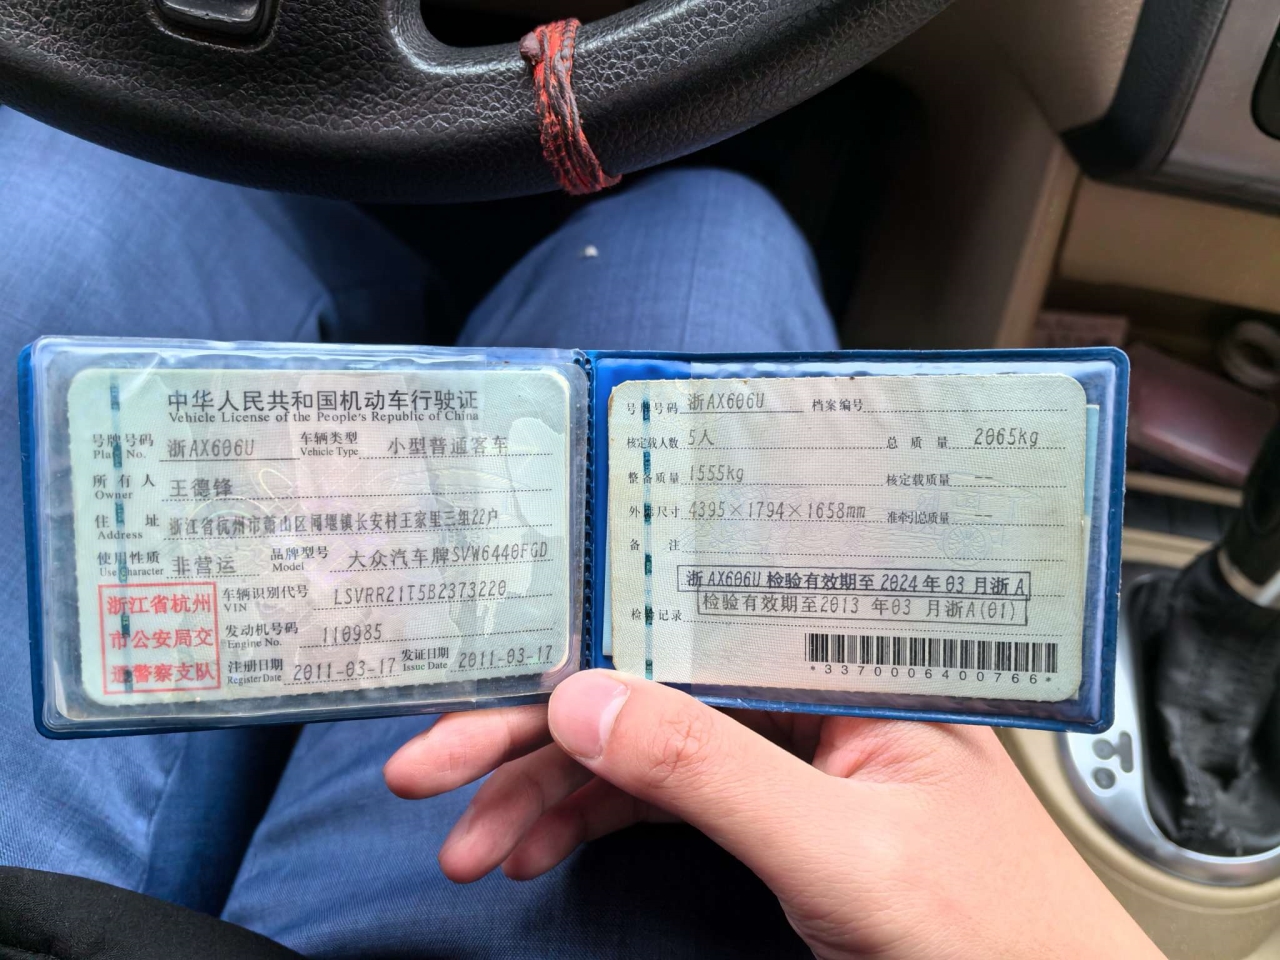 中华人民共和国机动车行驶证
Vehicle License of the People's Republic of China
号牌号码 浙AX606U 车辆类型 小型普通客车
Plate No. Vehicle Type
所有人 王德锋
Owner
住址 浙江省杭州市萧山区闻堰镇长安村王家里三组22户
Address
使用性质 非营运 品牌型号 大众汽车牌SVW6440FGD
Use Character Model
浙江省杭州
市公安局交
通警察支队
车辆识别代号 LSVRR21T5B2373220
VIN
发动机号码 110985
Engine No.
注册日期 2011-03-17 发证日期 2011-03-17
Register Date Issue Date
号牌号码 浙AX606U 档案编号
核定载人数 5人 总质量 2065kg
整备质量 1555kg 核定载质量 --
外廓尺寸 4395×1794×1658mm 准牵引总质量 --
备注
浙AX606U 检验有效期至 2024 年 03 月浙 A
检验记录 检验有效期至2013 年03 月浙A(01)
*3370006400766*